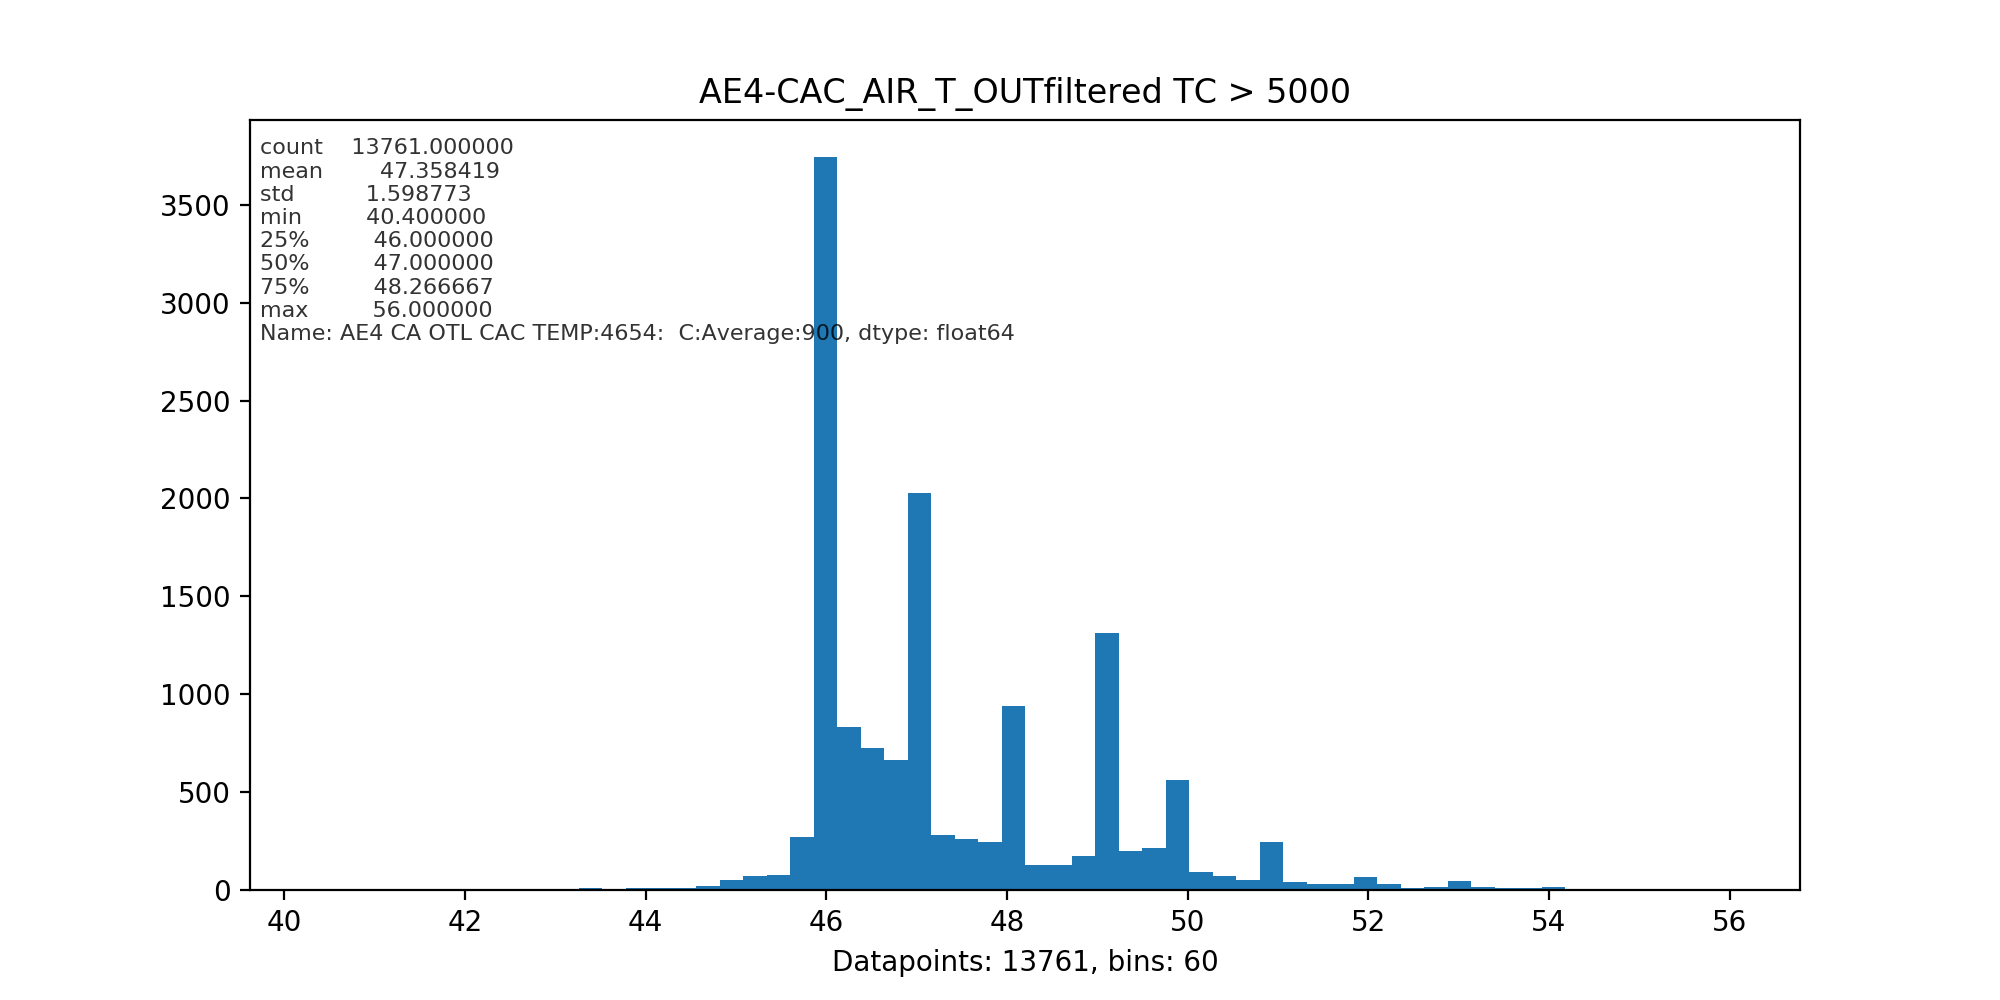 AE4-CAC_AIR_T_OUTfiltered TC > 5000
count 13761.000000
mean 47.358419
std 1.598773
min 40.400000
25% 46.000000
50% 47.000000
75% 48.266667
max 56.000000
Name: AE4 CA OTL CAC TEMP:4654: C:Average:900, dtype: float64
3500
3000
2500
2000
1500
1000
500
0
40 42 44 46 48 50 52 54 56
Datapoints: 13761, bins: 60